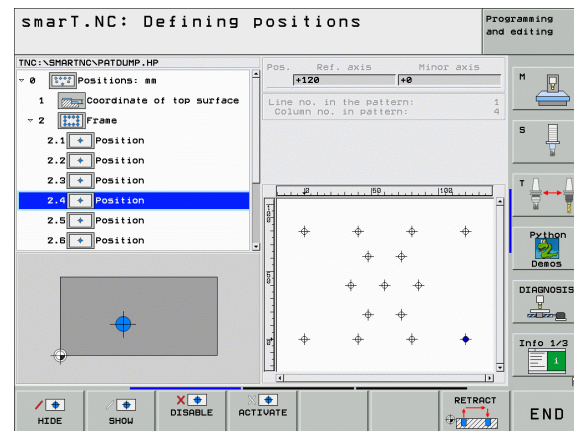 smarT.NC: Defining positions
Programming
and editing
TNC:\SMARTNC\PATDUMP.HP
0 Positions: mm
1 Coordinate of top surface
2 Frame
2.1 Position
2.2 Position
2.3 Position
2.4 Position
2.5 Position
2.6 Position
Pos. Ref. axis Minor axis
+120 +0
Line no. in the pattern: 1
Column no. in pattern: 4
50 100
M
S
T
Python
Demos
DIAGNOSIS
Info 1/3
i
HIDE
SHOW
DISABLE
ACTIVATE
RETRACT
END